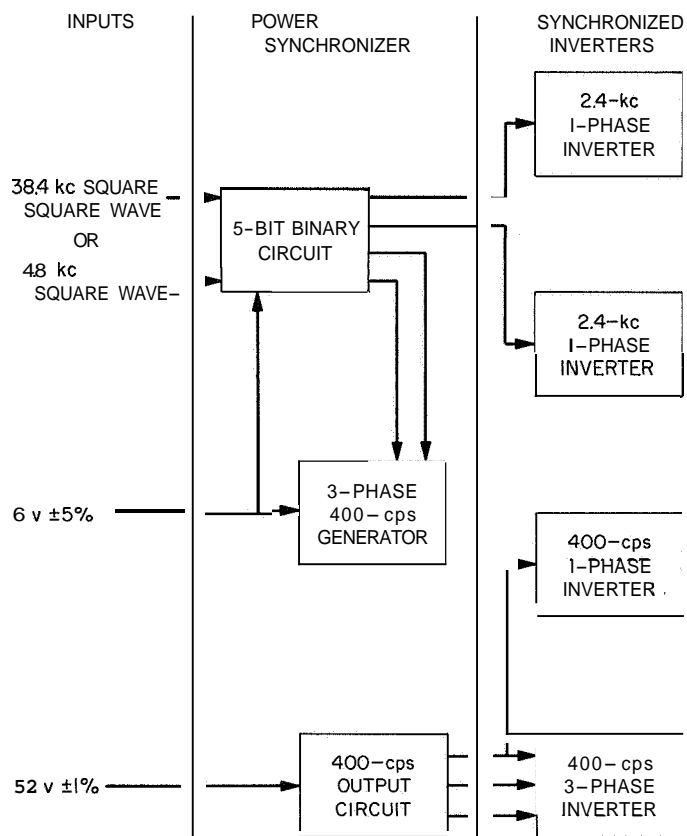 INPUTS
POWER
SYNCHRONIZER
SYNCHRONIZED
INVERTERS
2.4-kc
1-PHASE
INVERTER
38.4 kc SQUARE
SQUARE WAVE
OR
4.8 kc
SQUARE WAVE-
5-BIT BINARY
CIRCUIT
2.4-kc
1-PHASE
INVERTER
6 v ±5%
3-PHASE
400-cps
GENERATOR
400-cps
1-PHASE
INVERTER
52 v ±1%
400-cps
OUTPUT
CIRCUIT
400-cps
3-PHASE
INVERTER